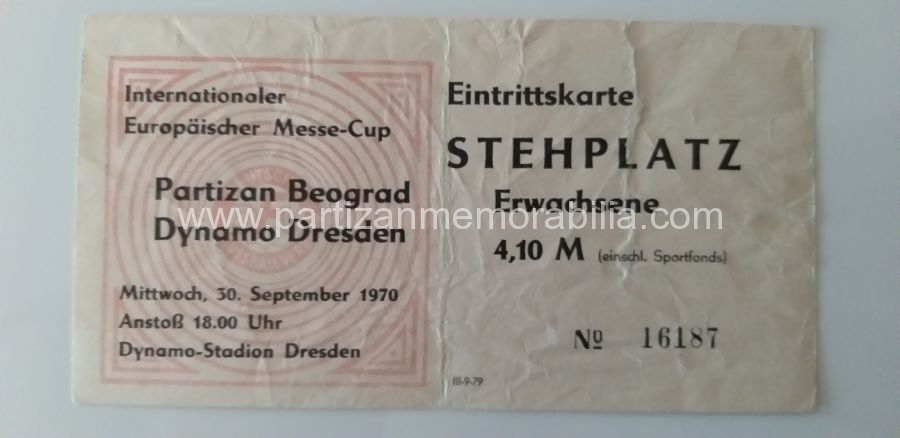 Internationaler
Europäischer Messe-Cup
Partizan Beograd
Dynamo Dresden
Mittwoch, 30. September 1970
Anstoß 18.00 Uhr
Dynamo-Stadion Dresden
Eintrittskarte
STEHPLATZ
Erwachsene
4,10 M (einschl. Sportfonds)
№ 16187
III-9-79
www.partizanmemorabilia.com